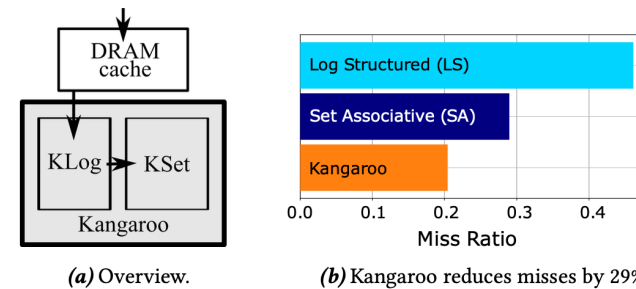 DRAM
cache
KLog
KSet
Kangaroo
(a) Overview.
Log Structured (LS)
Set Associative (SA)
Kangaroo
0.0 0.1 0.2 0.3 0.4
Miss Ratio
(b) Kangaroo reduces misses by 29%